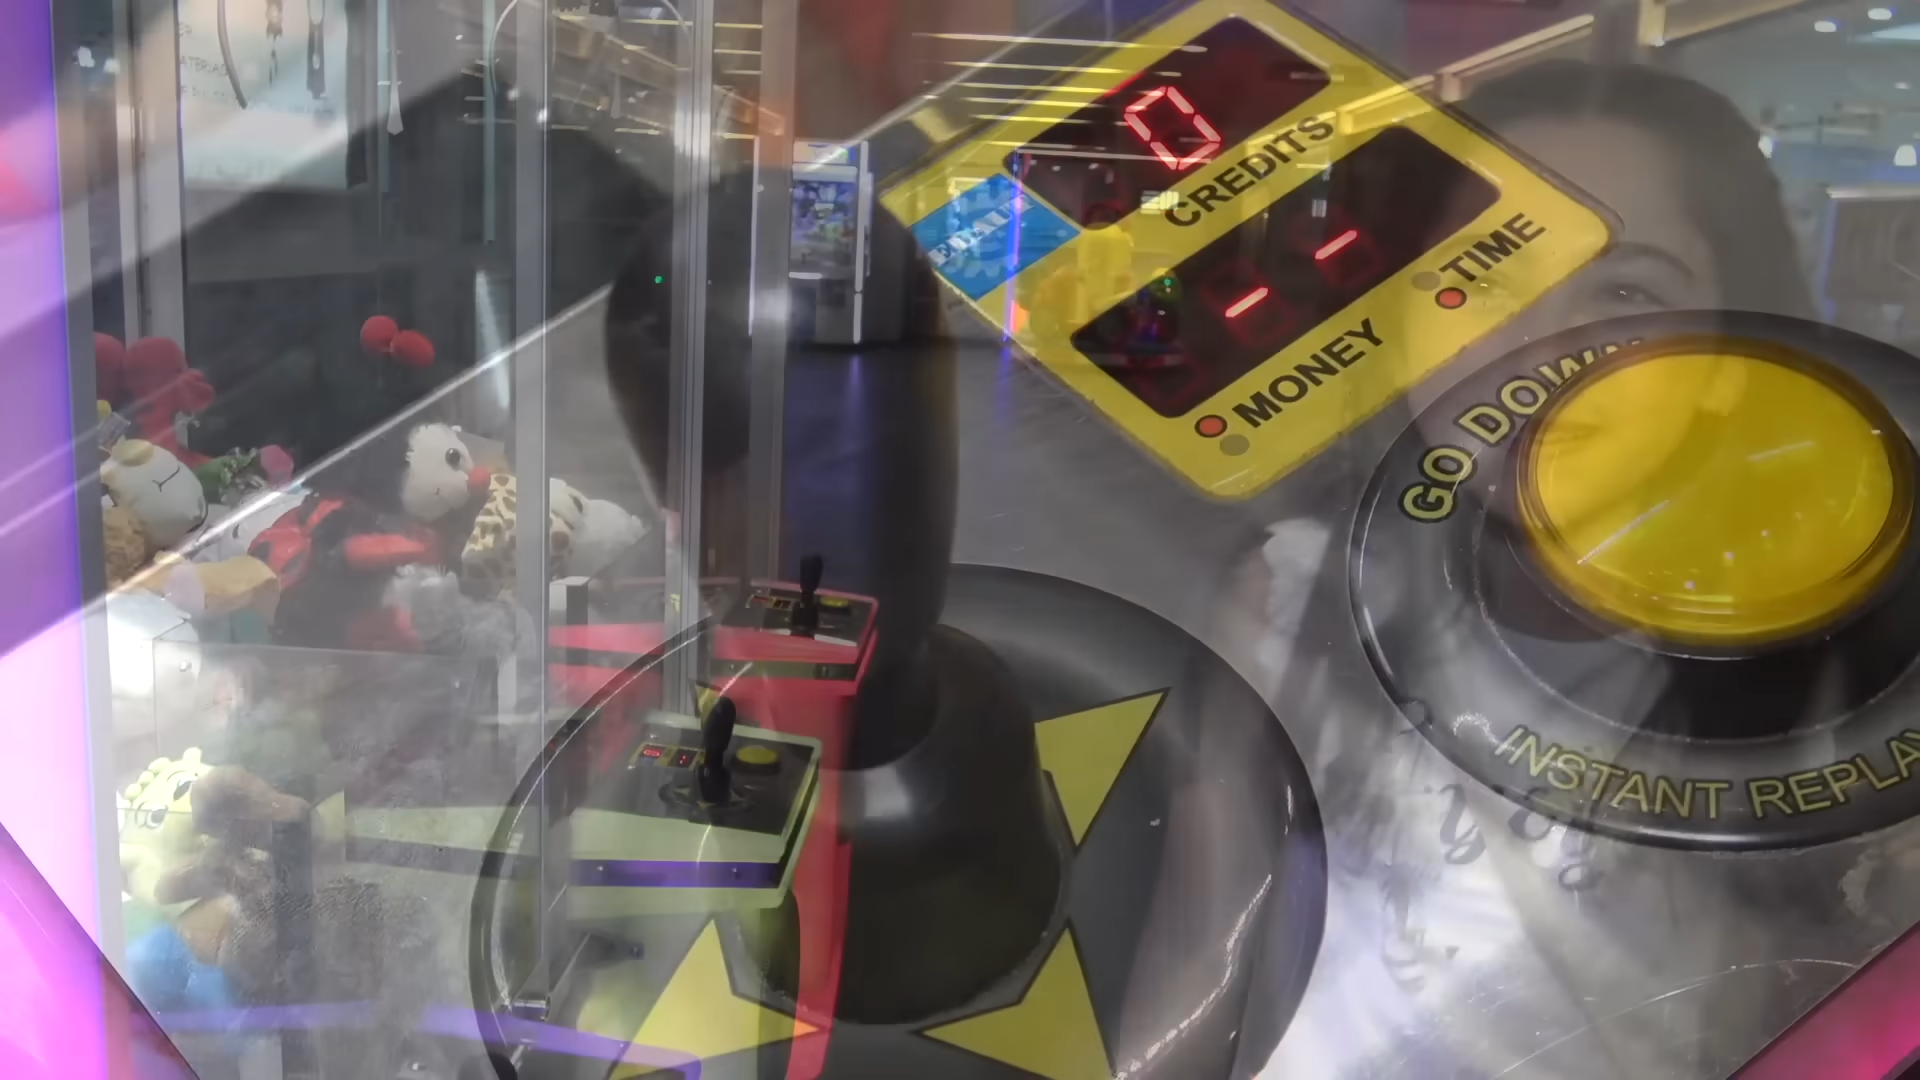 0
CREDITS
- -
TIME
MONEY
GO DOWN
INSTANT REPLAY